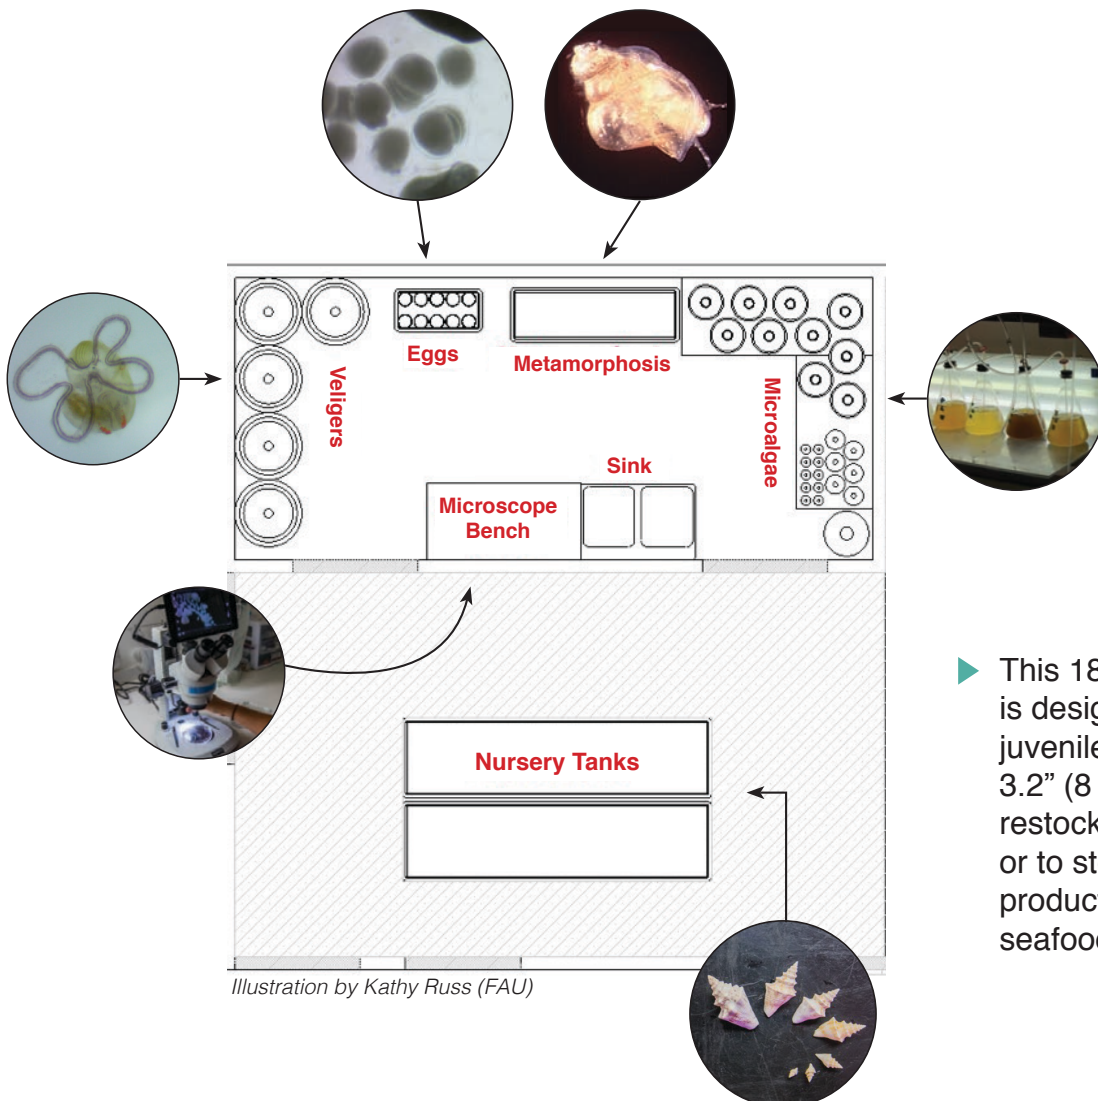 Eggs
Metamorphosis
Veligers
Microalgae
Sink
Microscope
Bench
Nursery Tanks
Illustration by Kathy Russ (FAU)
This 18
is desig
juvenile
3.2” (8
restock
or to st
product
seafood